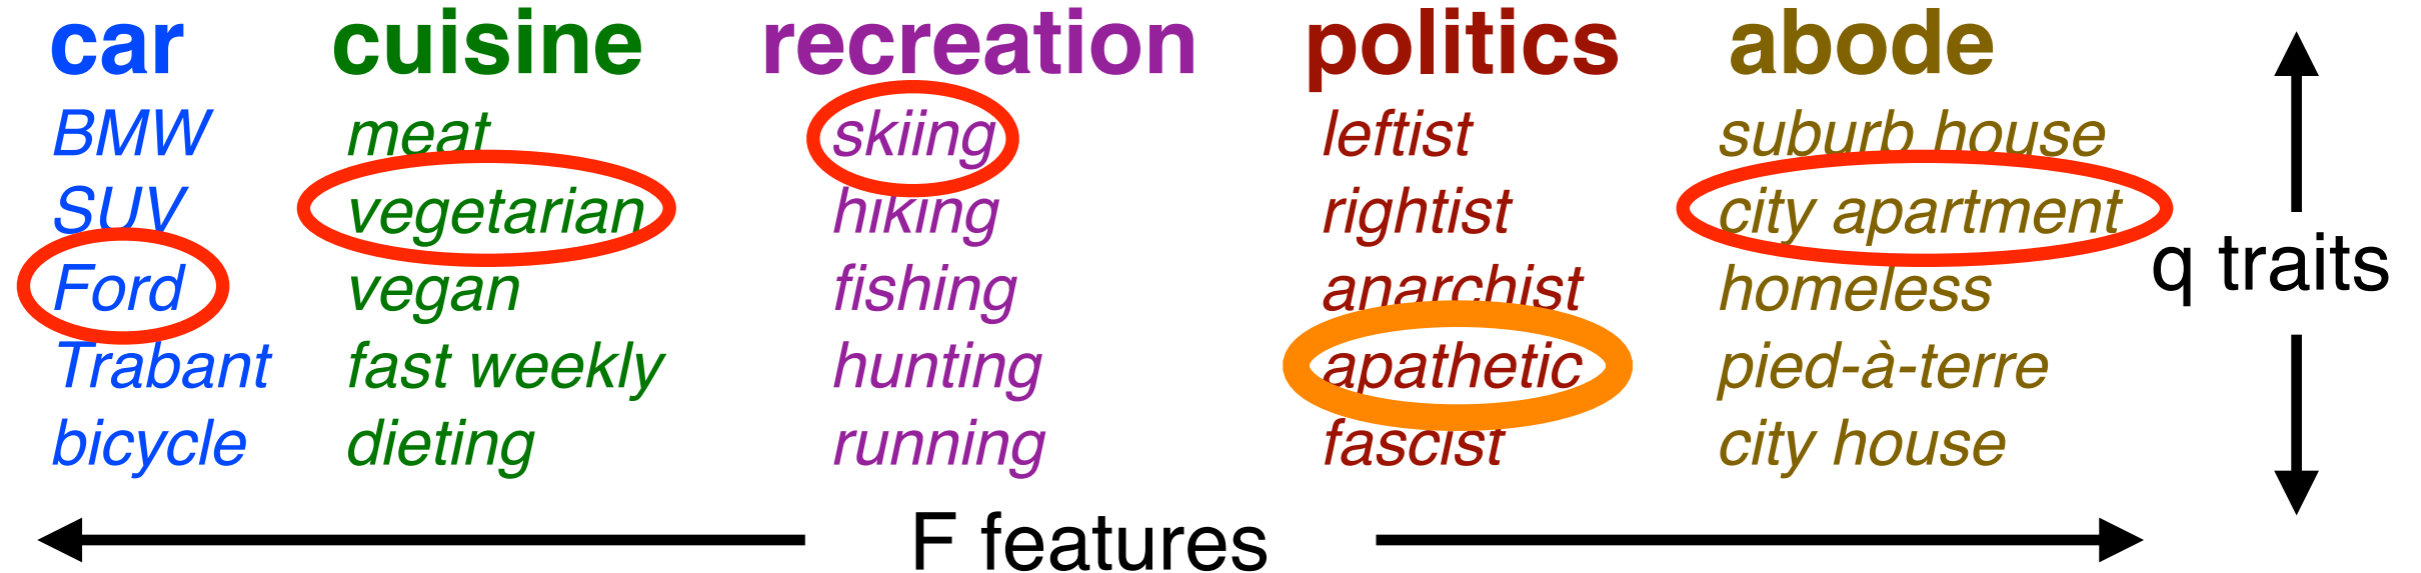 car cuisine recreation politics abode
BMW meat skiing leftist suburb house
SUV vegetarian hiking rightist city apartment
Ford vegan fishing anarchist homeless
q traits
Trabant fast weekly hunting apathetic pied-à-terre
bicycle dieting running fascist city house
F features